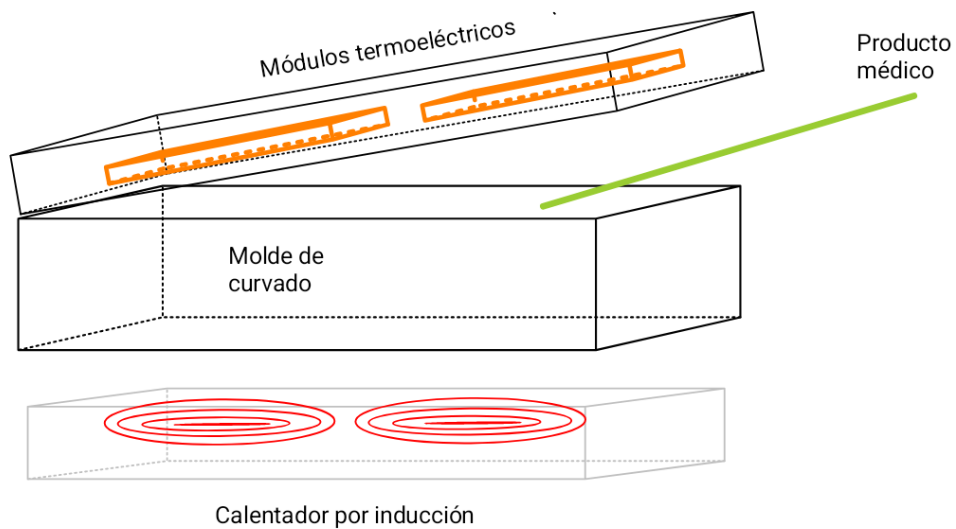 Módulos termoeléctricos
Producto
médico
Molde de
curvado
Calentador por inducción